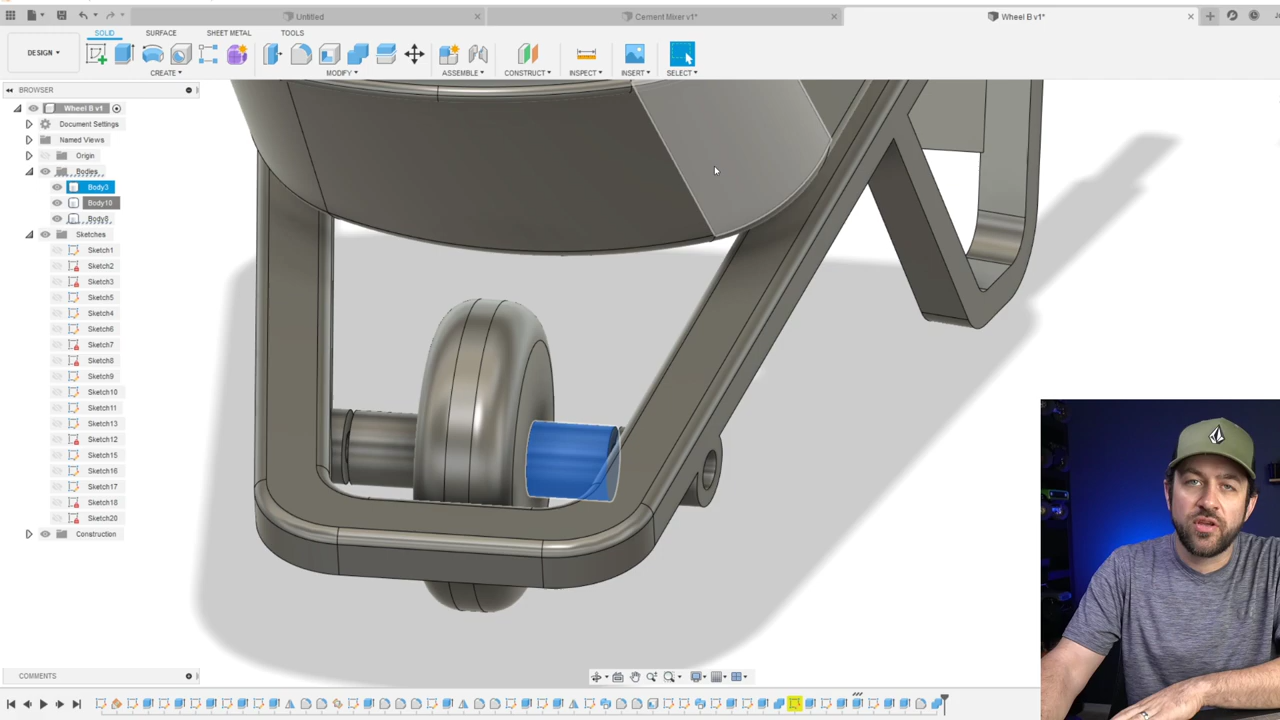 Untitled
Cement Mixer v1*
Wheel B v1*
DESIGN
SOLID
SURFACE
SHEET METAL
TOOLS
CREATE
MODIFY
ASSEMBLE
CONSTRUCT
INSPECT
INSERT
SELECT
BROWSER
Wheel B v1
Document Settings
Named Views
Origin
Bodies
Body3
Body10
Body8
Sketches
Sketch1
Sketch2
Sketch3
Sketch5
Sketch4
Sketch6
Sketch7
Sketch8
Sketch9
Sketch10
Sketch11
Sketch13
Sketch12
Sketch15
Sketch16
Sketch17
Sketch18
Sketch20
Construction
COMMENTS